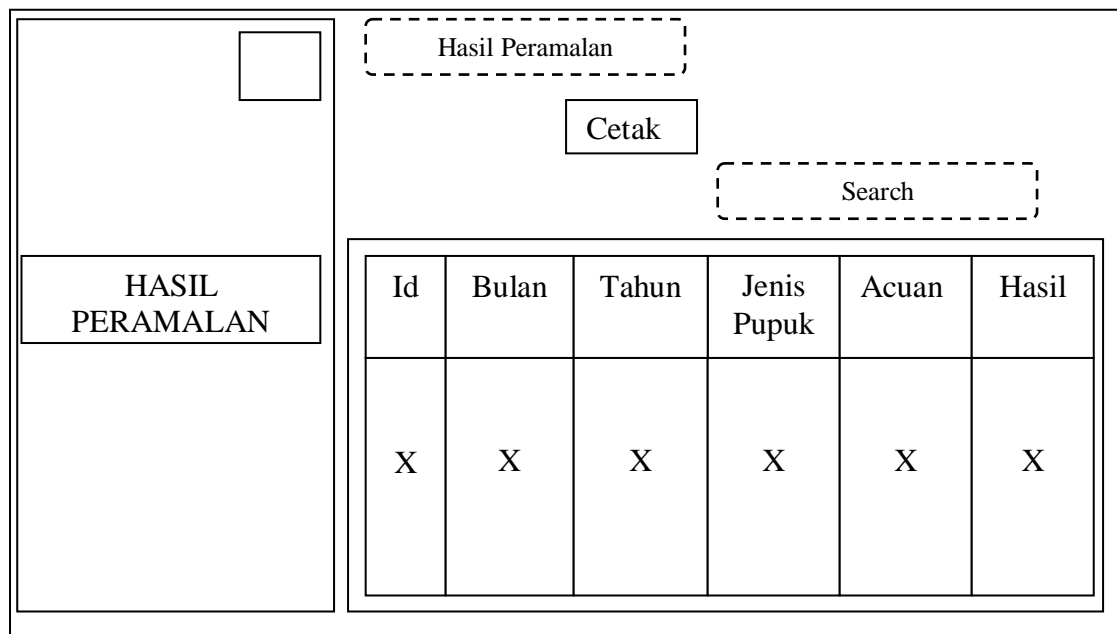 Hasil Peramalan
Cetak
Search
HASIL
PERAMALAN
Id Bulan Tahun Jenis Acuan Hasil
Pupuk
X X X X X X